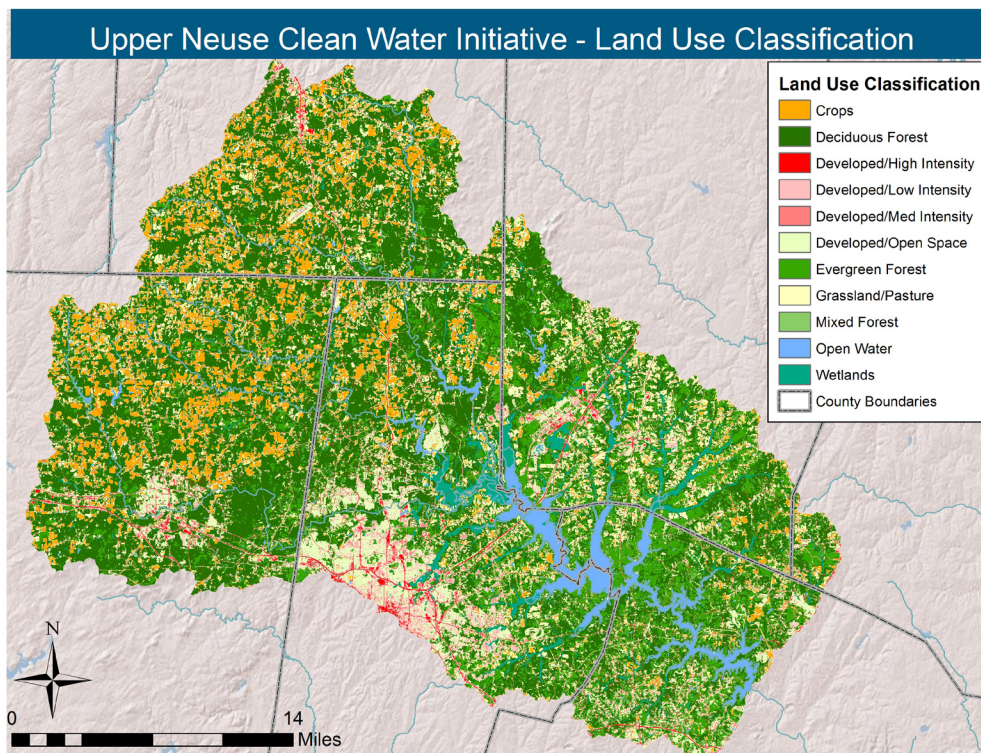 Upper Neuse Clean Water Initiative - Land Use Classification
Land Use Classification
Crops
Deciduous Forest
Developed/High Intensity
Developed/Low Intensity
Developed/Med Intensity
Developed/Open Space
Evergreen Forest
Grassland/Pasture
Mixed Forest
Open Water
Wetlands
County Boundaries
N
0 14
Miles